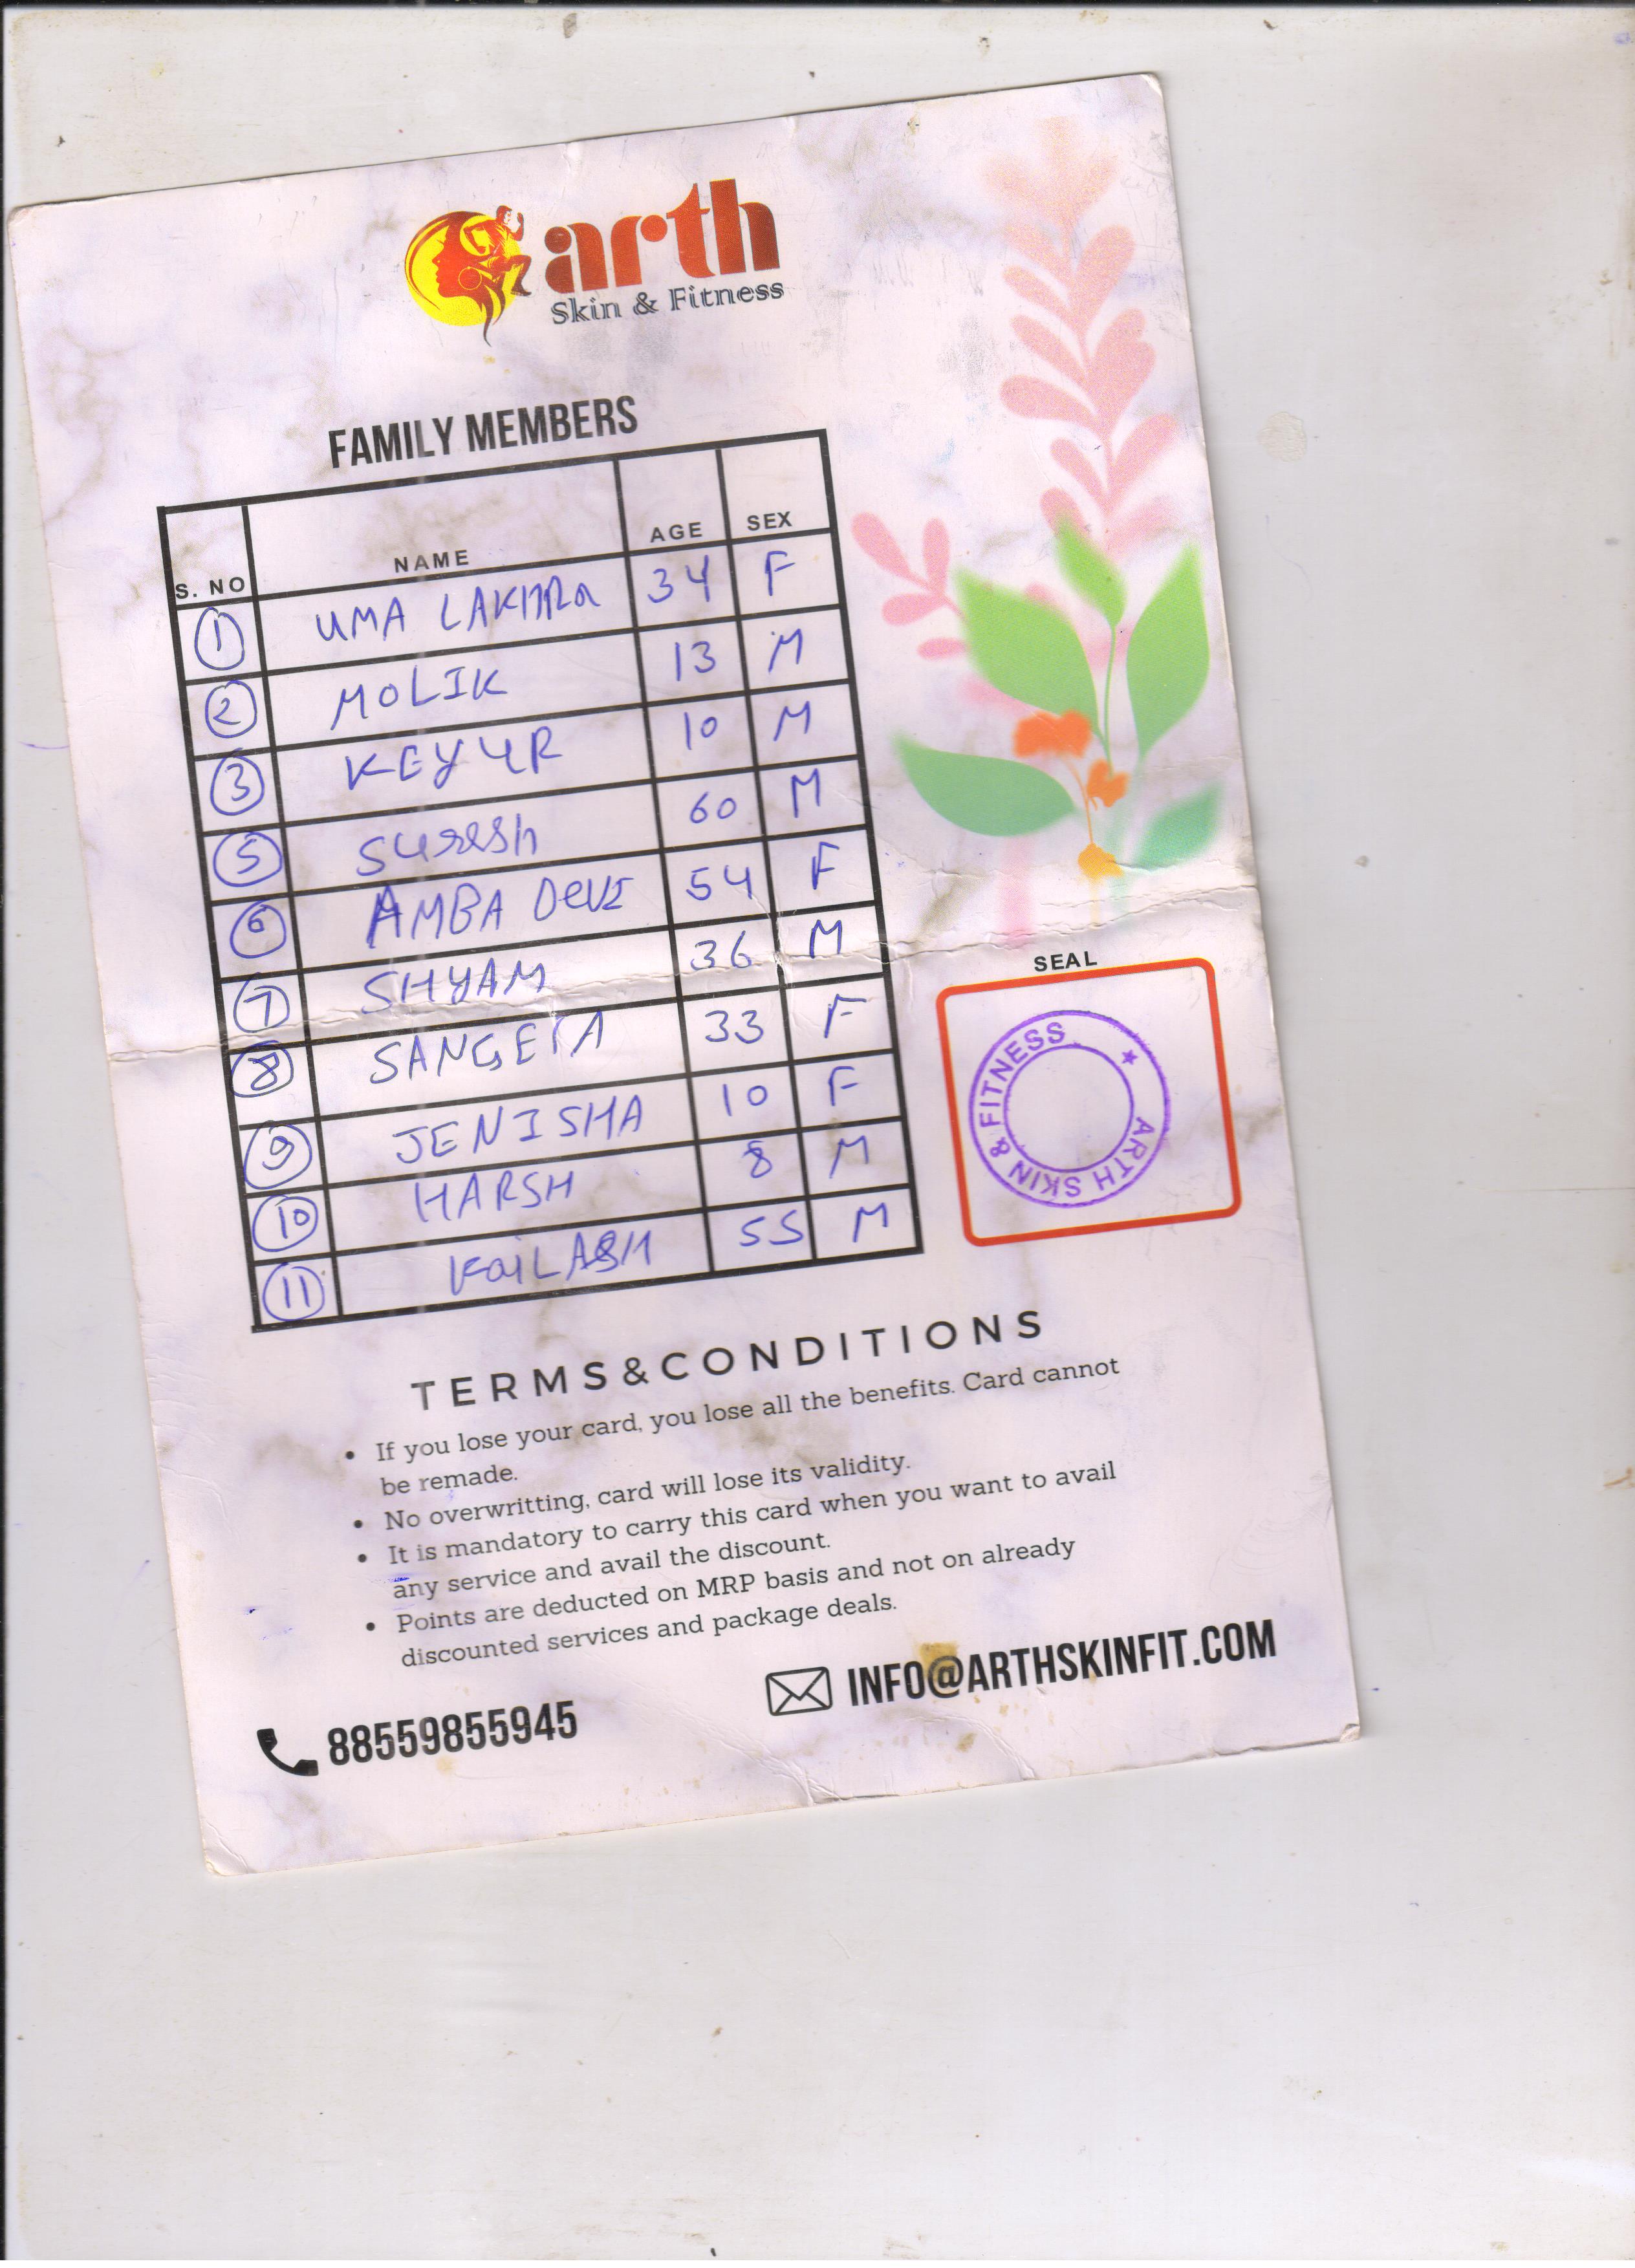 arth
Skin & Fitness
FAMILY MEMBERS
S. NO NAME AGE SEX
1 UMA LAKHARA 34 F
2 MOLIK 13 M
3 KEYUR 10 M
5 Suresh 60 M
6 AMBA DeVI 54 F
7 SHYAM 36 M
8 SANGETA 33 F
9 JENISHA 10 F
10 HARSH 8 M
11 KaiLASH 55 M
SEAL
ARTH SKIN & FITNESS
TERMS&CONDITIONS
• If you lose your card, you lose all the benefits. Card cannot
be remade.
• No overwritting, card will lose its validity.
• It is mandatory to carry this card when you want to avail
any service and avail the discount.
• Points are deducted on MRP basis and not on already
discounted services and package deals.
88559855945
INFO@ARTHSKINFIT.COM